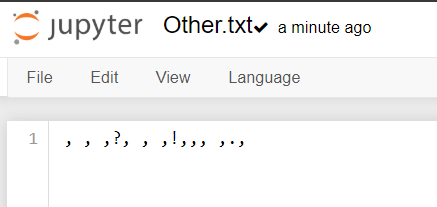 jupyter Other.txt✔ a minute ago
File Edit View Language
1 , , ,?, , ,!,,, ,.,